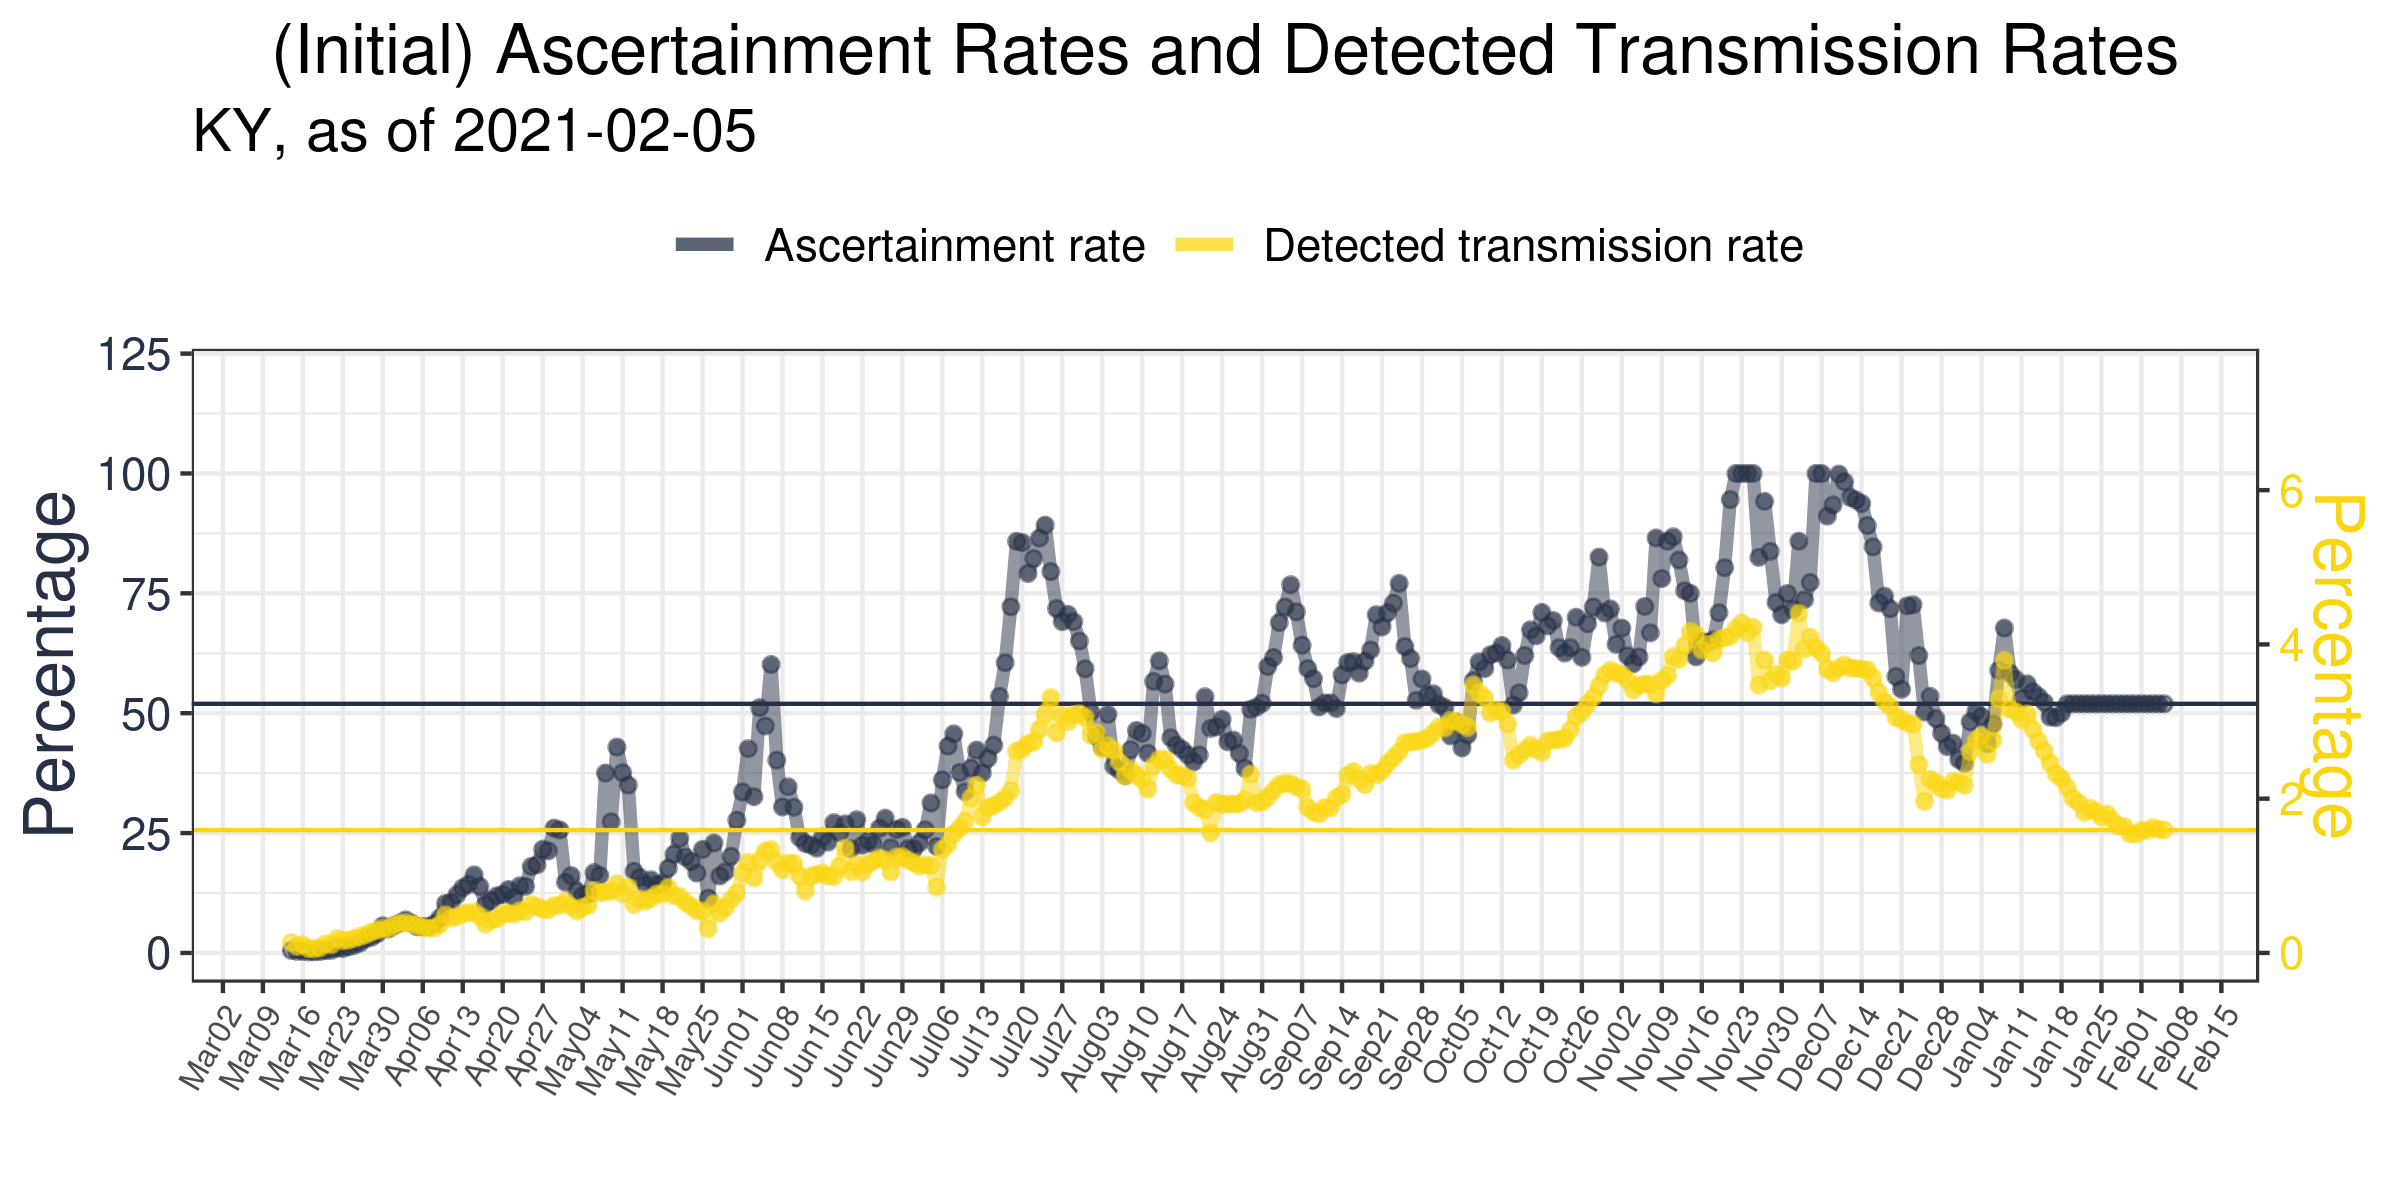 (Initial) Ascertainment Rates and Detected Transmission Rates
KY, as of 2021-02-05
Ascertainment rate Detected transmission rate
Percentage
125
100
75
50
25
0
6
4
2
0
Percentage
Mar02 Mar09 Mar16 Mar23 Mar30 Apr06 Apr13 Apr20 Apr27 May04 May11 May18 May25 Jun01 Jun08 Jun15 Jun22 Jun29 Jul06 Jul13 Jul20 Jul27 Aug03 Aug10 Aug17 Aug24 Aug31 Sep07 Sep14 Sep21 Sep28 Oct05 Oct12 Oct19 Oct26 Nov02 Nov09 Nov16 Nov23 Nov30 Dec07 Dec14 Dec21 Dec28 Jan04 Jan11 Jan18 Jan25 Feb01 Feb08 Feb15